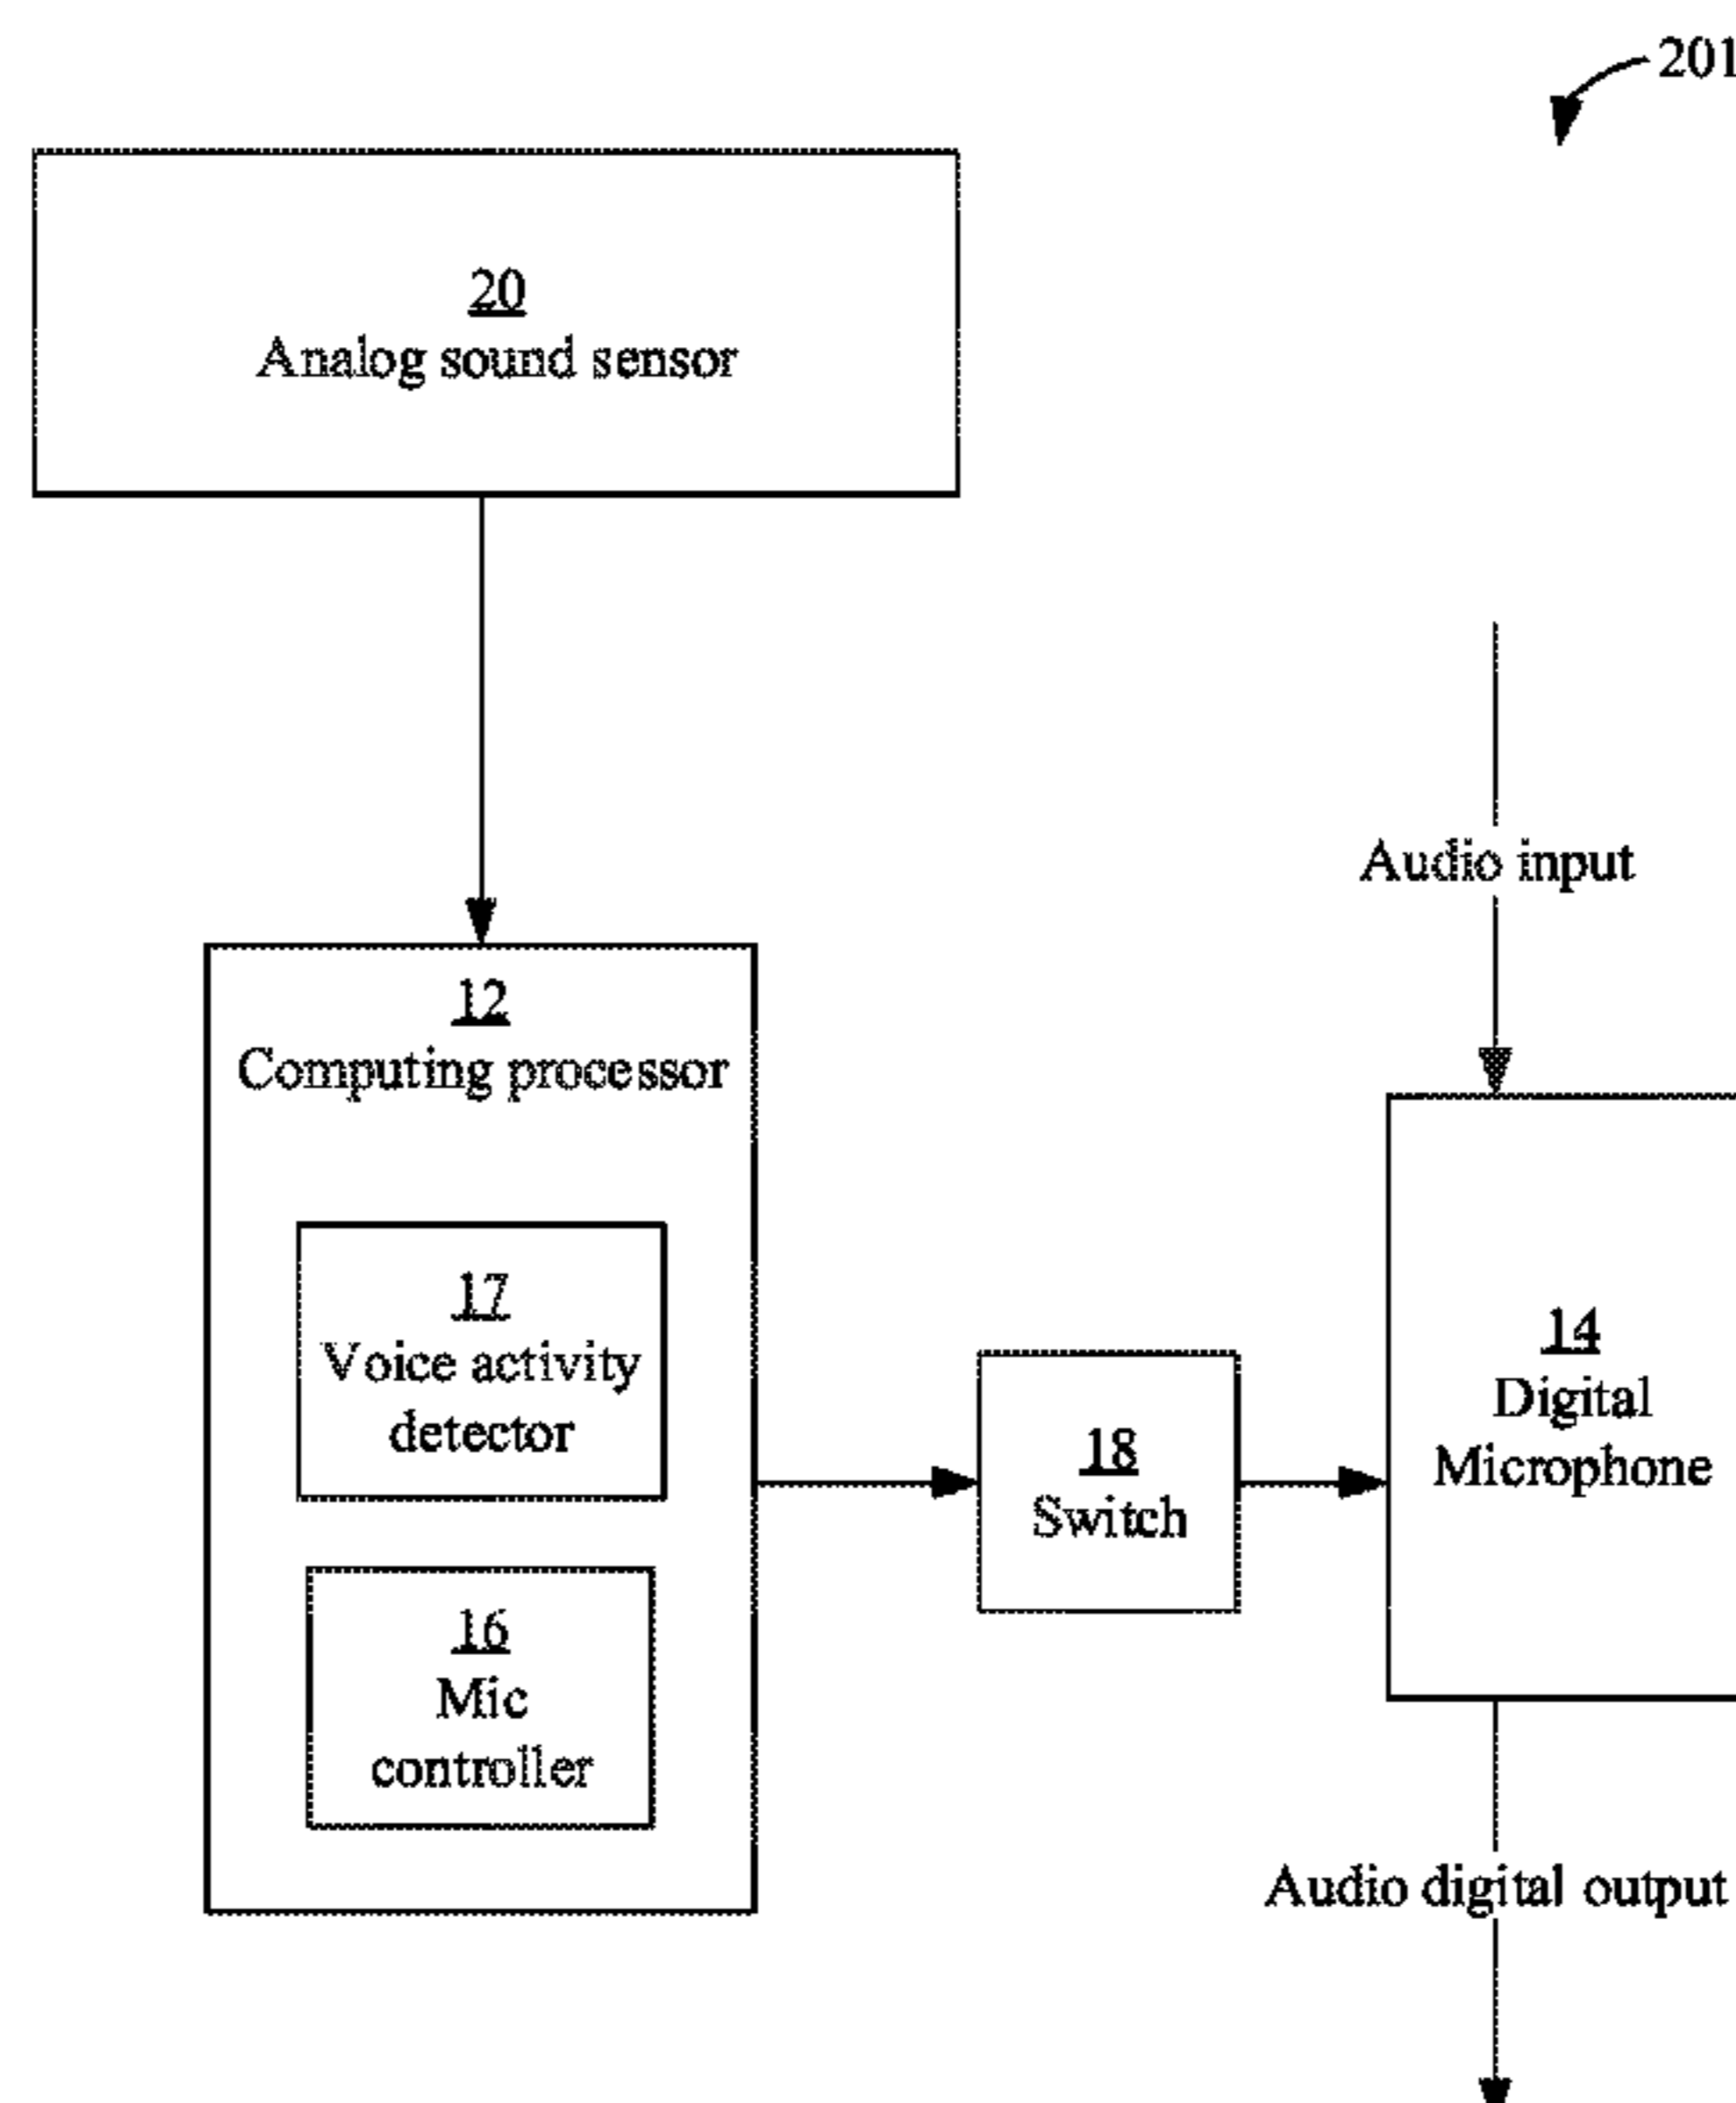 201
20
Analog sound sensor
Audio input
12
Computing processor
17
Voice activity
detector
16
Mic
controller
18
Switch
14
Digital
Microphone
Audio digital output